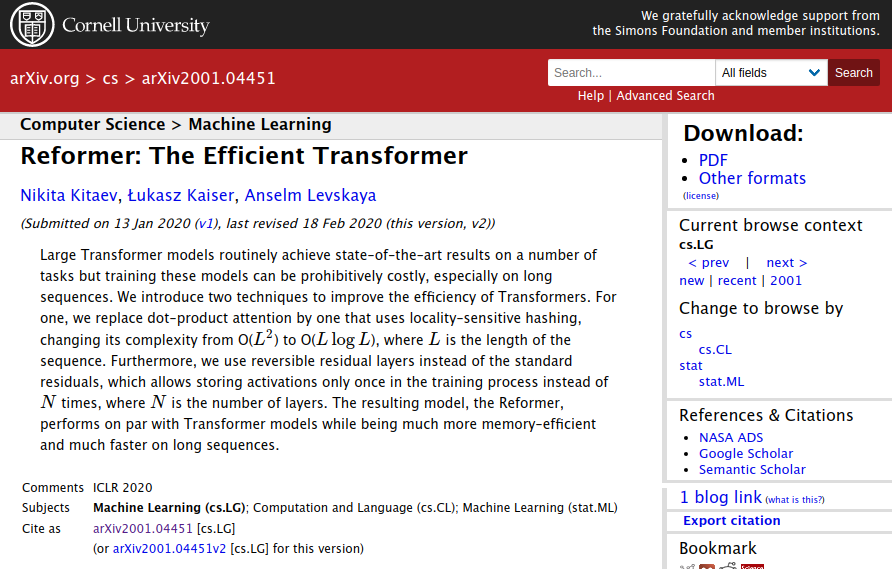 Cornell University
We gratefully acknowledge support from
the Simons Foundation and member institutions.
arXiv.org > cs > arXiv2001.04451
Search...
All fields
Search
Help | Advanced Search
Computer Science > Machine Learning
Reformer: The Efficient Transformer
Nikita Kitaev, Łukasz Kaiser, Anselm Levskaya
(Submitted on 13 Jan 2020 (v1), last revised 18 Feb 2020 (this version, v2))
Large Transformer models routinely achieve state-of-the-art results on a number of
tasks but training these models can be prohibitively costly, especially on long
sequences. We introduce two techniques to improve the efficiency of Transformers. For
one, we replace dot-product attention by one that uses locality-sensitive hashing,
changing its complexity from O(L²) to O(L log L), where L is the length of the
sequence. Furthermore, we use reversible residual layers instead of the standard
residuals, which allows storing activations only once in the training process instead of
N times, where N is the number of layers. The resulting model, the Reformer,
performs on par with Transformer models while being much more memory-efficient
and much faster on long sequences.
Comments ICLR 2020
Subjects Machine Learning (cs.LG); Computation and Language (cs.CL); Machine Learning (stat.ML)
Cite as arXiv2001.04451 [cs.LG]
(or arXiv2001.04451v2 [cs.LG] for this version)
Download:
• PDF
• Other formats
(license)
Current browse context
cs.LG
< prev | next >
new | recent | 2001
Change to browse by
cs
cs.CL
stat
stat.ML
References & Citations
• NASA ADS
• Google Scholar
• Semantic Scholar
1 blog link (what is this?)
Export citation
Bookmark